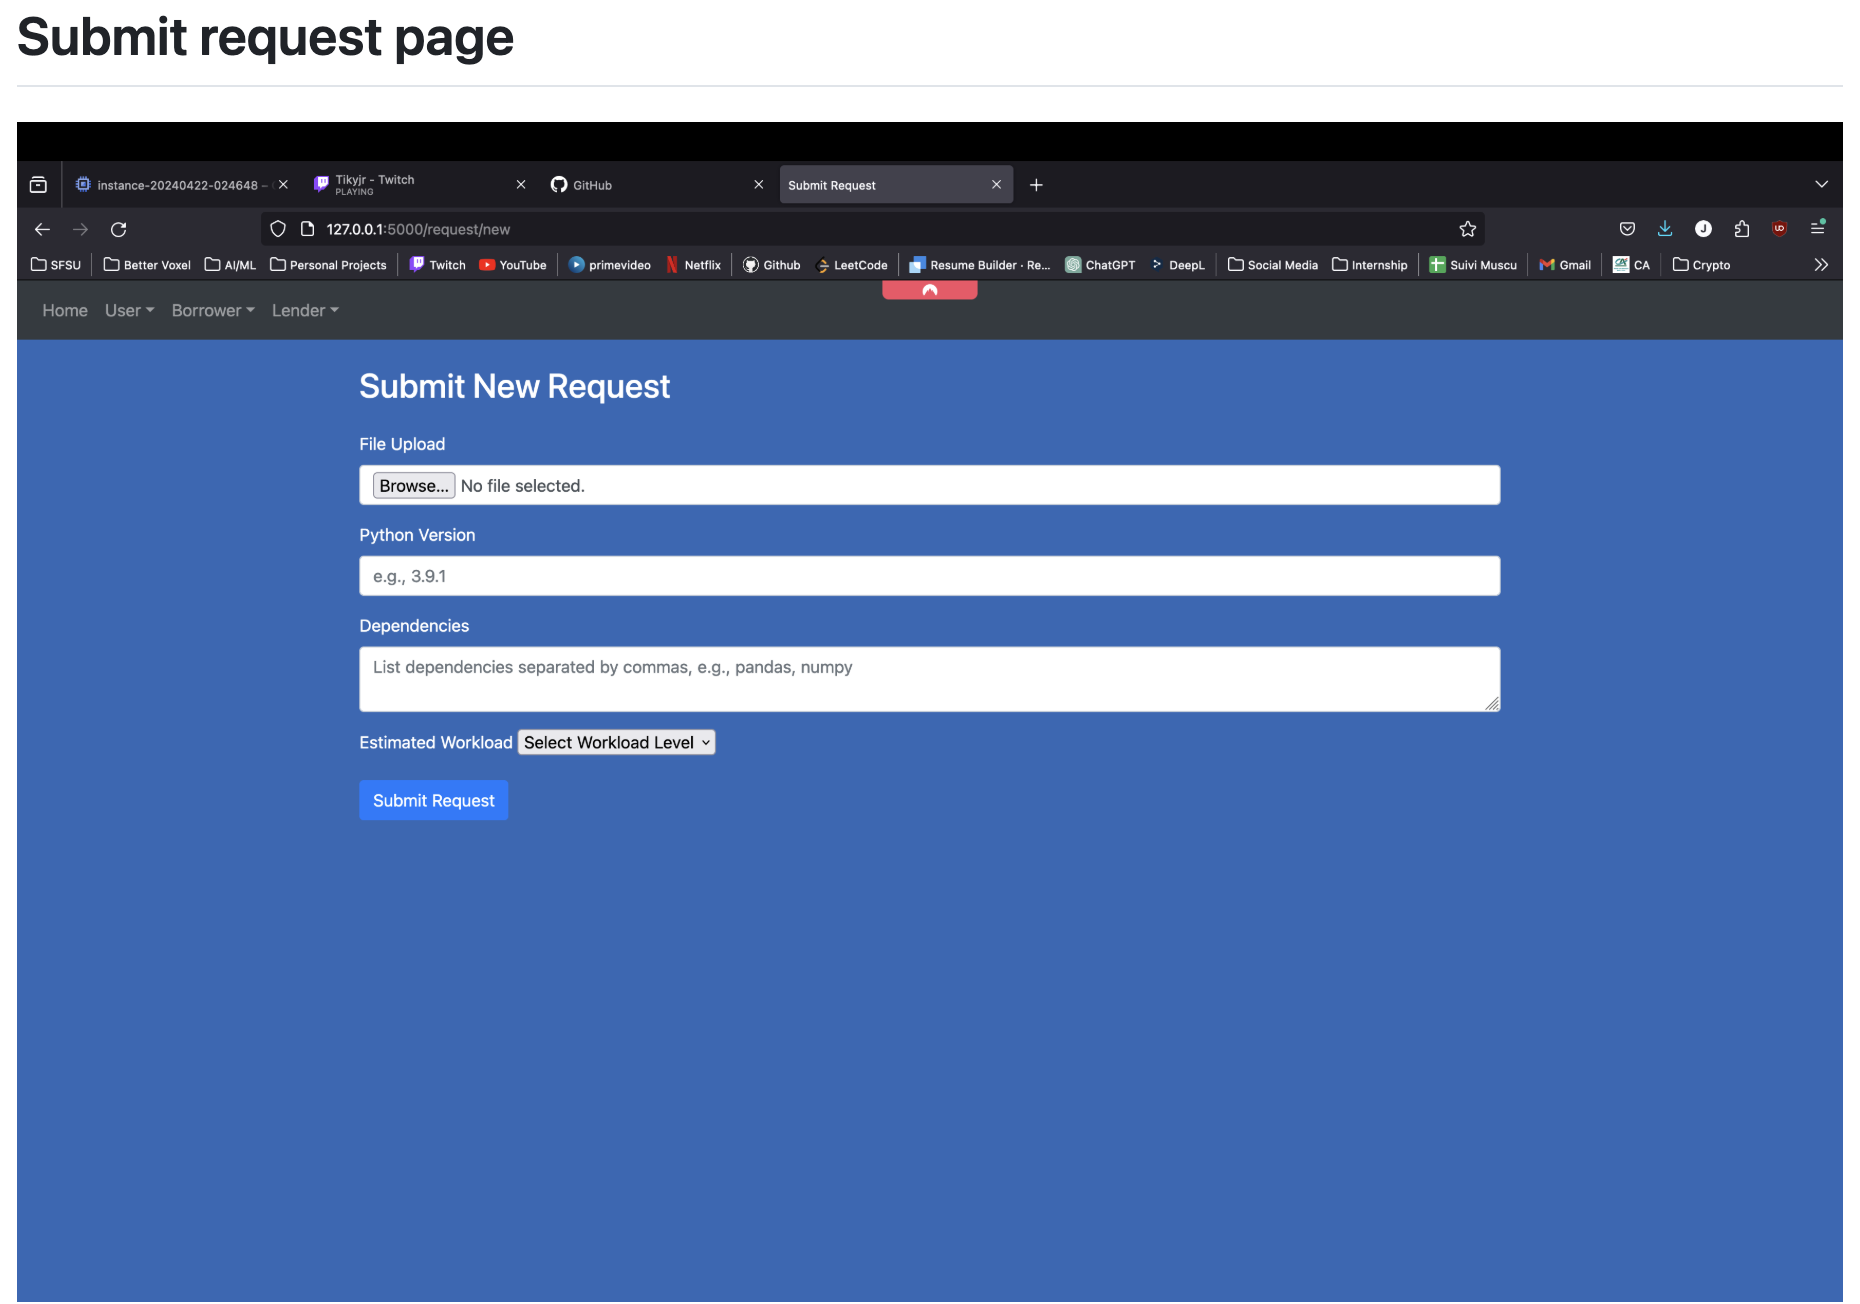 Submit request page
instance-20240422-024648 –
Tikyjr - Twitch
PLAYING
GitHub
Submit Request
127.0.0.1:5000/request/new
J
SFSU
Better Voxel
AI/ML
Personal Projects
Twitch
YouTube
primevideo
Netflix
Github
LeetCode
Resume Builder · Re...
ChatGPT
DeepL
Social Media
Internship
Suivi Muscu
Gmail
CA
Crypto
Home
User
Borrower
Lender
Submit New Request
File Upload
Browse... No file selected.
Python Version
e.g., 3.9.1
Dependencies
List dependencies separated by commas, e.g., pandas, numpy
Estimated Workload Select Workload Level
Submit Request